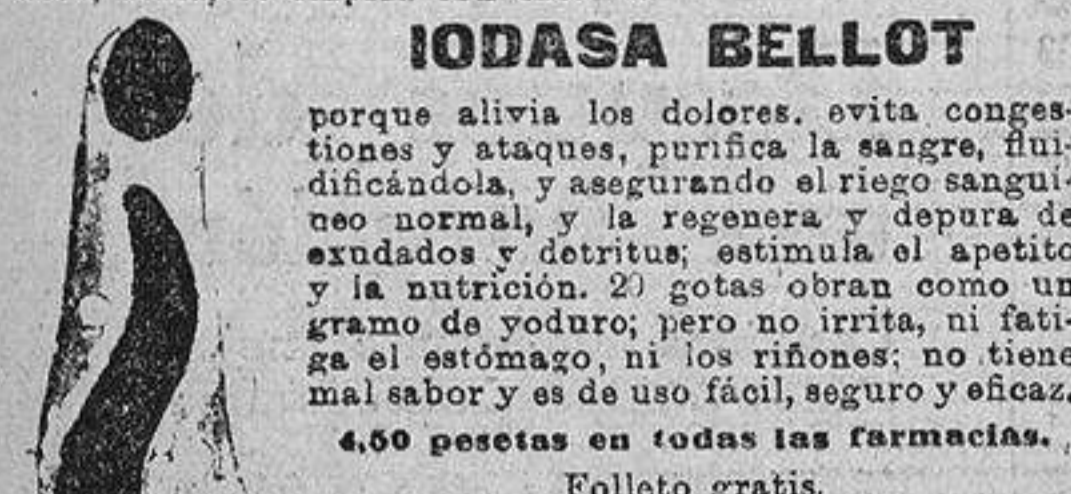 IODASA BELLOT
porque alivia los dolores. evita conges-
tiones y ataques, purifica la sangre, flui-
dificándola, y asegurando el riego sanguí-
neo normal, y la regenera y depura de
exudados y detritus; estimula el apetito
y la nutrición. 20 gotas obran como un
gramo de yoduro; pero no irrita, ni fati-
ga el estómago, ni los riñones; no tiene
mal sabor y es de uso fácil, seguro y eficaz.
4,50 pesetas en todas las farmacias.
Folleto gratis.